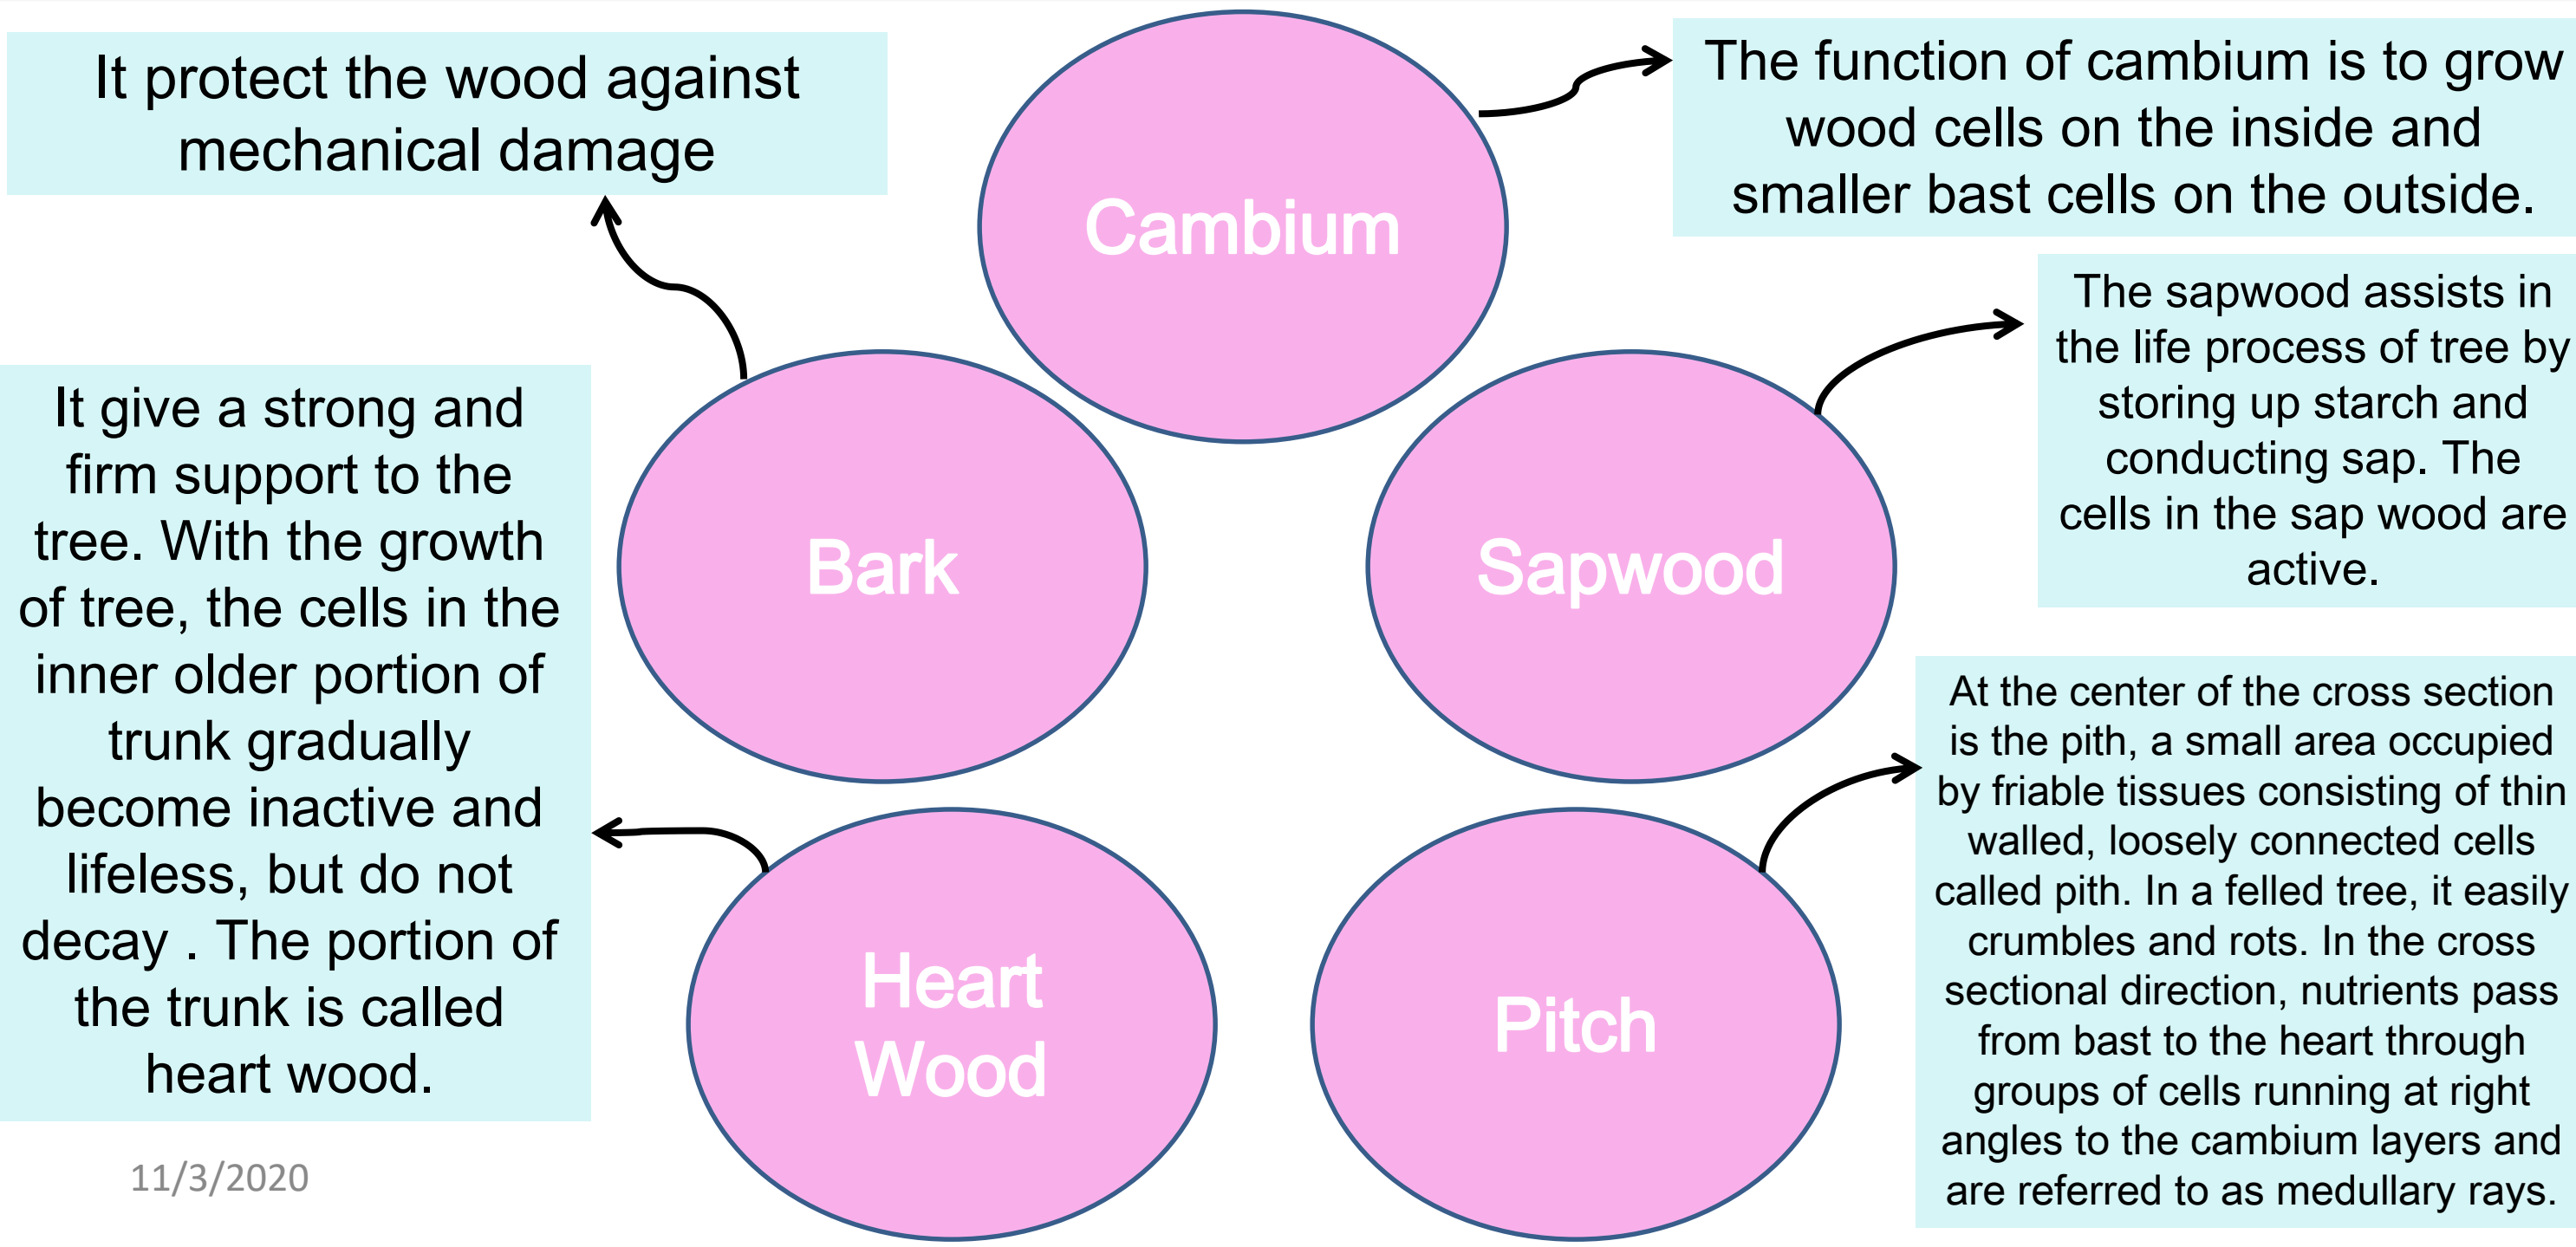 It protect the wood against
mechanical damage
Cambium
The function of cambium is to grow
wood cells on the inside and
smaller bast cells on the outside.
The sapwood assists in
the life process of tree by
storing up starch and
conducting sap. The
cells in the sap wood are
active.
Bark
Sapwood
It give a strong and
firm support to the
tree. With the growth
of tree, the cells in the
inner older portion of
trunk gradually
become inactive and
lifeless, but do not
decay . The portion of
the trunk is called
heart wood.
Heart
Wood
Pitch
At the center of the cross section
is the pith, a small area occupied
by friable tissues consisting of thin
walled, loosely connected cells
called pith. In a felled tree, it easily
crumbles and rots. In the cross
sectional direction, nutrients pass
from bast to the heart through
groups of cells running at right
angles to the cambium layers and
are referred to as medullary rays.
11/3/2020